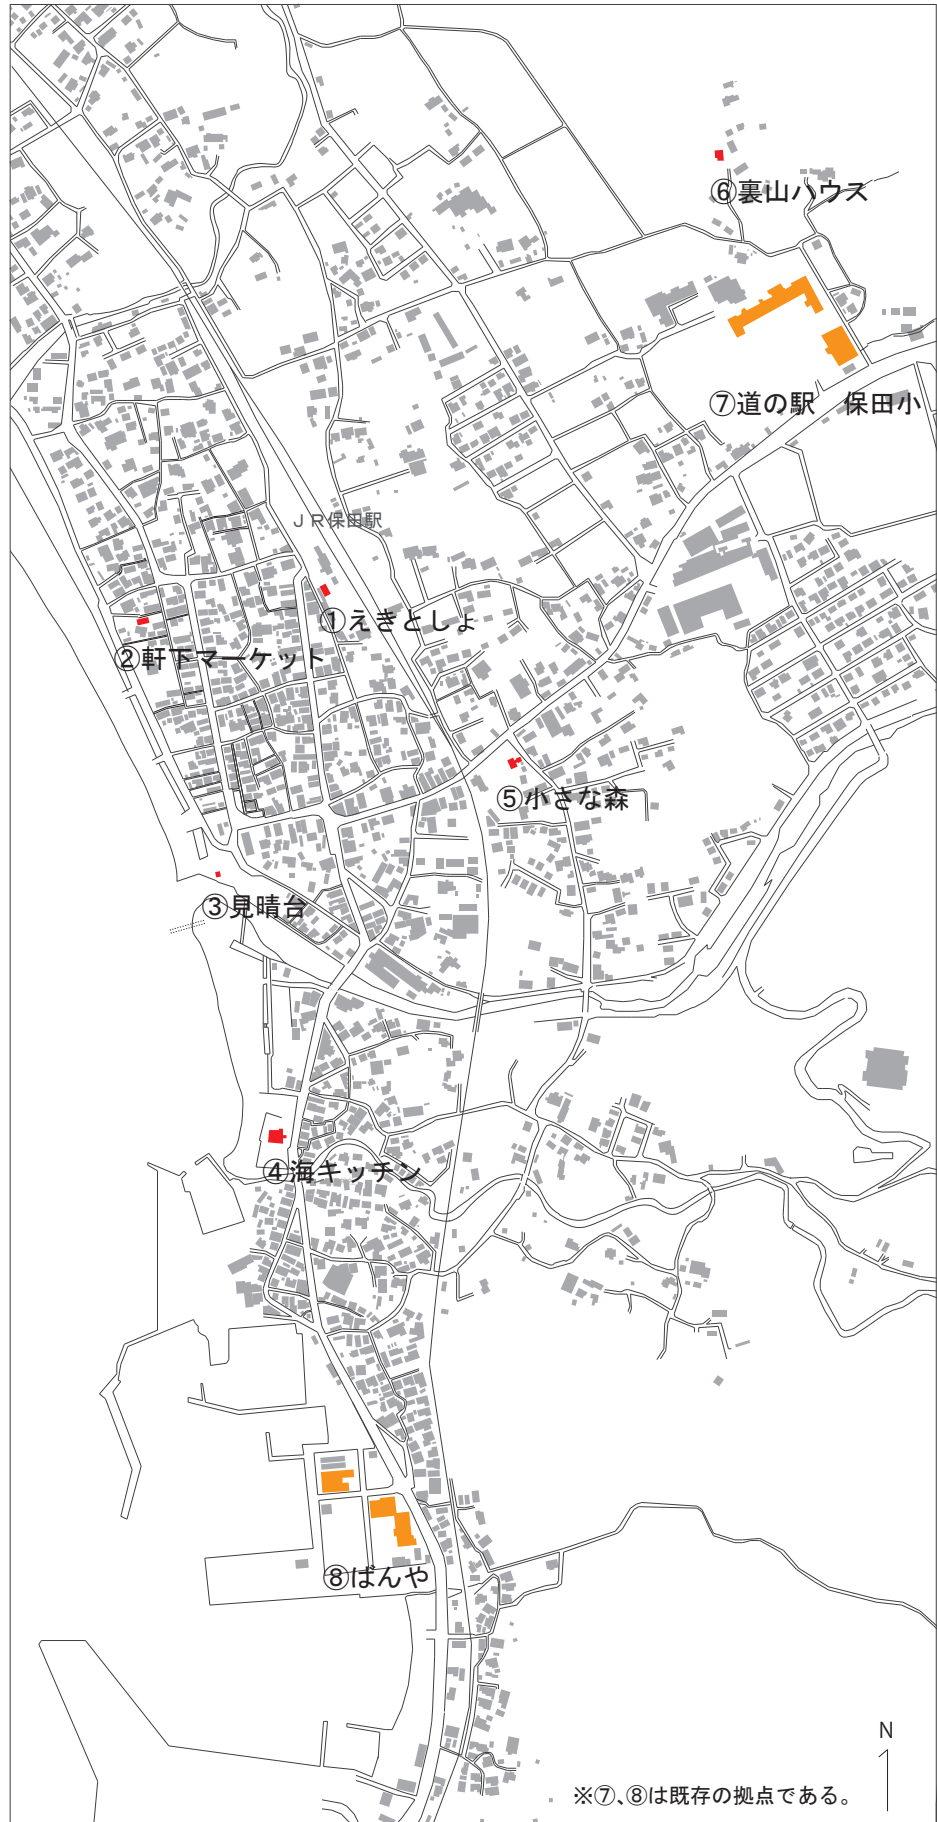 ⑥裏山ハウス
⑦道の駅　保田小
ＪＲ保田駅
①えきとしょ
②軒下マーケット
⑤小さな森
③見晴台
④海キッチン
⑧ばんや
N
※⑦、⑧は既存の拠点である。